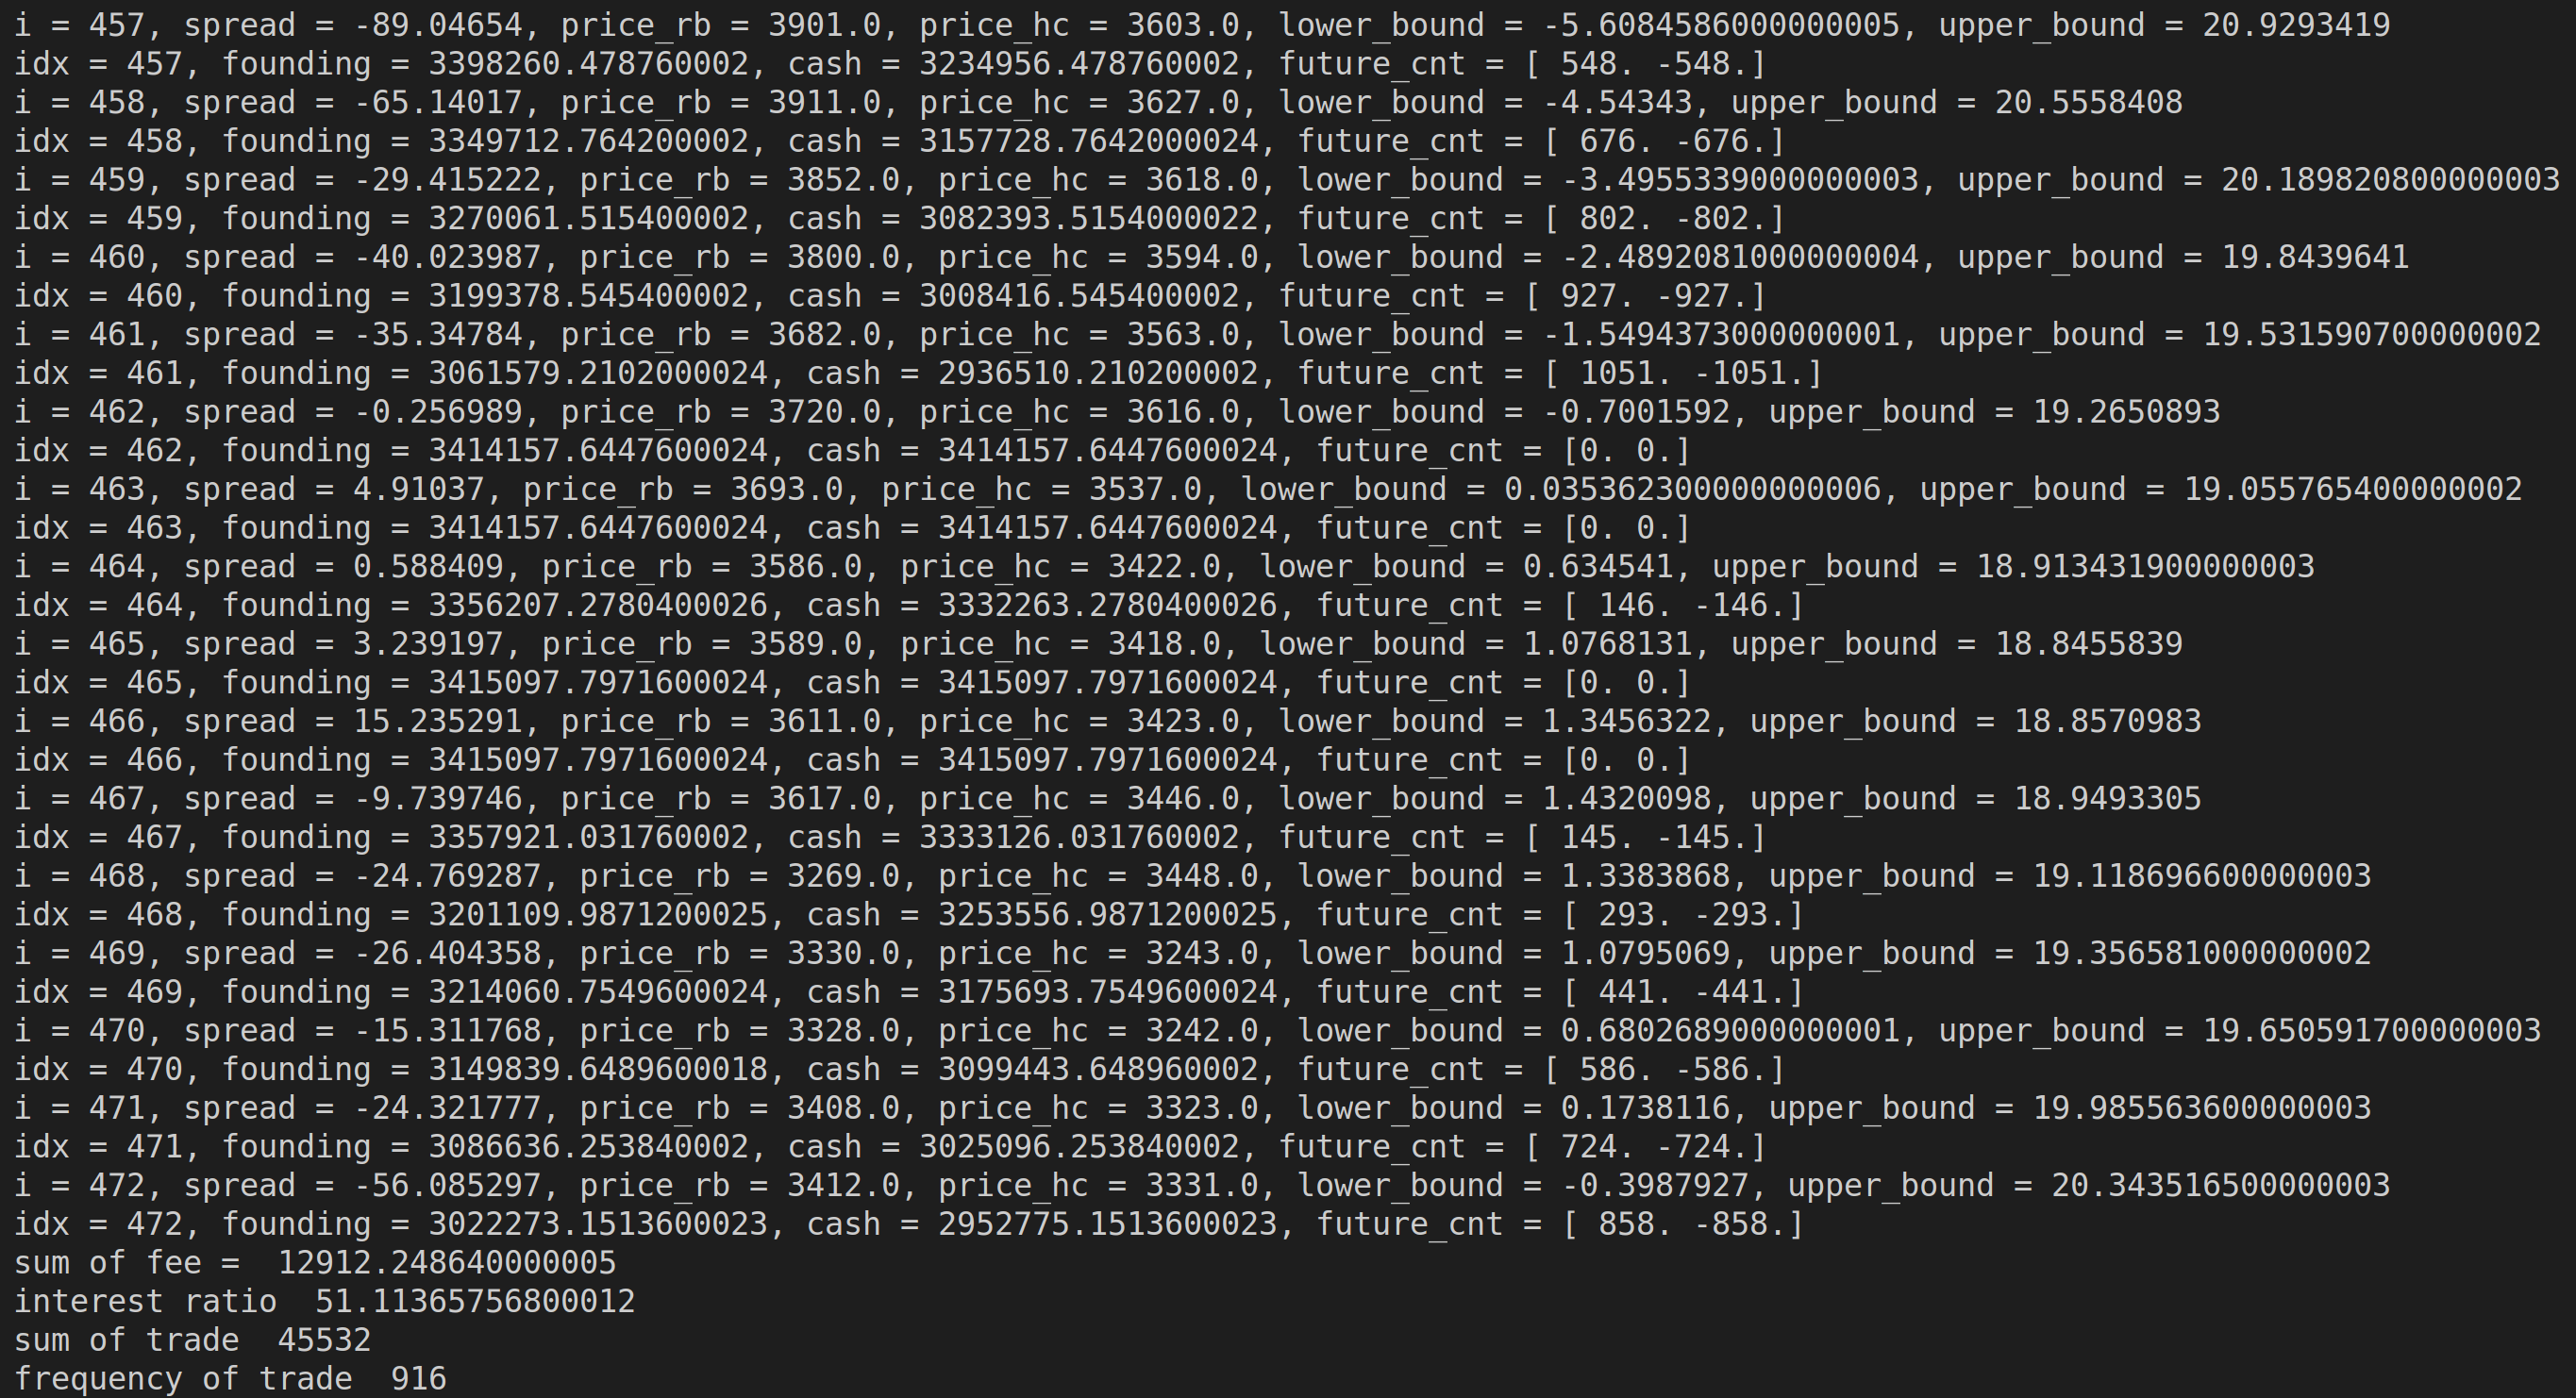 i = 457, spread = -89.04654, price_rb = 3901.0, price_hc = 3603.0, lower_bound = -5.6084586000000005, upper_bound = 20.9293419
idx = 457, founding = 3398260.478760002, cash = 3234956.478760002, future_cnt = [ 548. -548.]
i = 458, spread = -65.14017, price_rb = 3911.0, price_hc = 3627.0, lower_bound = -4.54343, upper_bound = 20.5558408
idx = 458, founding = 3349712.764200002, cash = 3157728.7642000024, future_cnt = [ 676. -676.]
i = 459, spread = -29.415222, price_rb = 3852.0, price_hc = 3618.0, lower_bound = -3.4955339000000003, upper_bound = 20.189820800000003
idx = 459, founding = 3270061.515400002, cash = 3082393.5154000022, future_cnt = [ 802. -802.]
i = 460, spread = -40.023987, price_rb = 3800.0, price_hc = 3594.0, lower_bound = -2.4892081000000004, upper_bound = 19.8439641
idx = 460, founding = 3199378.545400002, cash = 3008416.545400002, future_cnt = [ 927. -927.]
i = 461, spread = -35.34784, price_rb = 3682.0, price_hc = 3563.0, lower_bound = -1.5494373000000001, upper_bound = 19.531590700000002
idx = 461, founding = 3061579.2102000024, cash = 2936510.210200002, future_cnt = [ 1051. -1051.]
i = 462, spread = -0.256989, price_rb = 3720.0, price_hc = 3616.0, lower_bound = -0.7001592, upper_bound = 19.2650893
idx = 462, founding = 3414157.6447600024, cash = 3414157.6447600024, future_cnt = [0. 0.]
i = 463, spread = 4.91037, price_rb = 3693.0, price_hc = 3537.0, lower_bound = 0.035362300000000006, upper_bound = 19.055765400000002
idx = 463, founding = 3414157.6447600024, cash = 3414157.6447600024, future_cnt = [0. 0.]
i = 464, spread = 0.588409, price_rb = 3586.0, price_hc = 3422.0, lower_bound = 0.634541, upper_bound = 18.913431900000003
idx = 464, founding = 3356207.2780400026, cash = 3332263.2780400026, future_cnt = [ 146. -146.]
i = 465, spread = 3.239197, price_rb = 3589.0, price_hc = 3418.0, lower_bound = 1.0768131, upper_bound = 18.8455839
idx = 465, founding = 3415097.7971600024, cash = 3415097.7971600024, future_cnt = [0. 0.]
i = 466, spread = 15.235291, price_rb = 3611.0, price_hc = 3423.0, lower_bound = 1.3456322, upper_bound = 18.8570983
idx = 466, founding = 3415097.7971600024, cash = 3415097.7971600024, future_cnt = [0. 0.]
i = 467, spread = -9.739746, price_rb = 3617.0, price_hc = 3446.0, lower_bound = 1.4320098, upper_bound = 18.9493305
idx = 467, founding = 3357921.031760002, cash = 3333126.031760002, future_cnt = [ 145. -145.]
i = 468, spread = -24.769287, price_rb = 3269.0, price_hc = 3448.0, lower_bound = 1.3383868, upper_bound = 19.118696600000003
idx = 468, founding = 3201109.9871200025, cash = 3253556.9871200025, future_cnt = [ 293. -293.]
i = 469, spread = -26.404358, price_rb = 3330.0, price_hc = 3243.0, lower_bound = 1.0795069, upper_bound = 19.356581000000002
idx = 469, founding = 3214060.7549600024, cash = 3175693.7549600024, future_cnt = [ 441. -441.]
i = 470, spread = -15.311768, price_rb = 3328.0, price_hc = 3242.0, lower_bound = 0.6802689000000001, upper_bound = 19.650591700000003
idx = 470, founding = 3149839.6489600018, cash = 3099443.648960002, future_cnt = [ 586. -586.]
i = 471, spread = -24.321777, price_rb = 3408.0, price_hc = 3323.0, lower_bound = 0.1738116, upper_bound = 19.985563600000003
idx = 471, founding = 3086636.253840002, cash = 3025096.253840002, future_cnt = [ 724. -724.]
i = 472, spread = -56.085297, price_rb = 3412.0, price_hc = 3331.0, lower_bound = -0.3987927, upper_bound = 20.343516500000003
idx = 472, founding = 3022273.1513600023, cash = 2952775.1513600023, future_cnt = [ 858. -858.]
sum of fee =  12912.248640000005
interest ratio  51.11365756800012
sum of trade  45532
frequency of trade  916